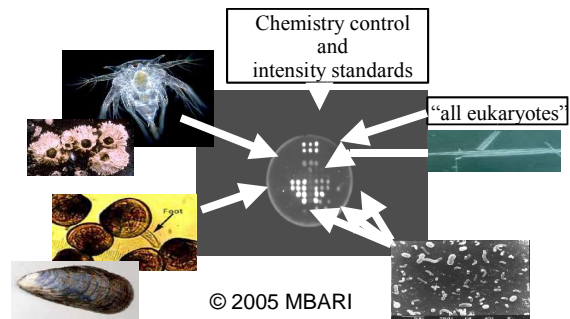 Chemistry control
and
intensity standards
“all eukaryotes”
Foot
© 2005 MBARI